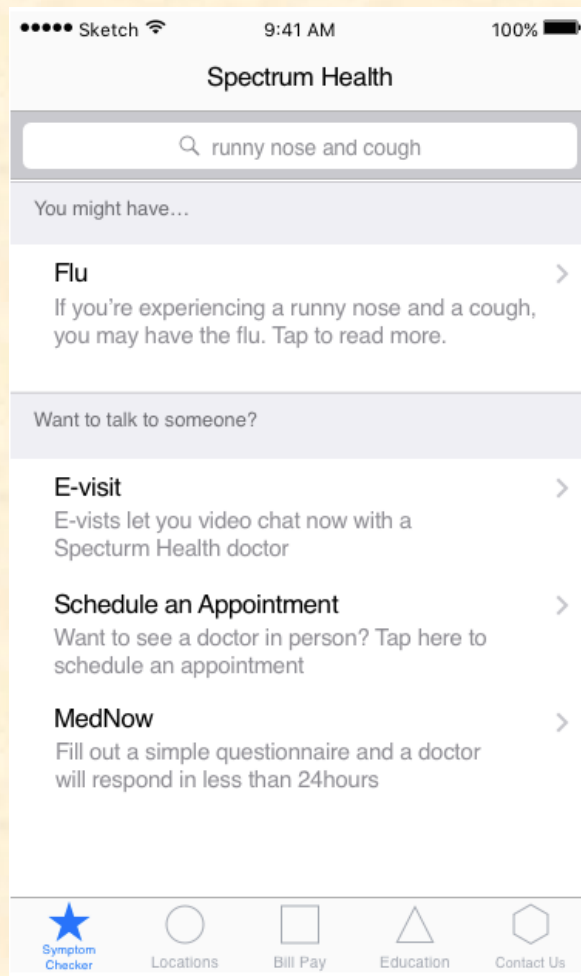 Sketch 9:41 AM 100%
Spectrum Health
runny nose and cough
You might have…
Flu
If you're experiencing a runny nose and a cough,
you may have the flu. Tap to read more.
Want to talk to someone?
E-visit
E-vists let you video chat now with a
Specturm Health doctor
Schedule an Appointment
Want to see a doctor in person? Tap here to
schedule an appointment
MedNow
Fill out a simple questionnaire and a doctor
will respond in less than 24hours
Symptom
Checker
Locations
Bill Pay
Education
Contact Us